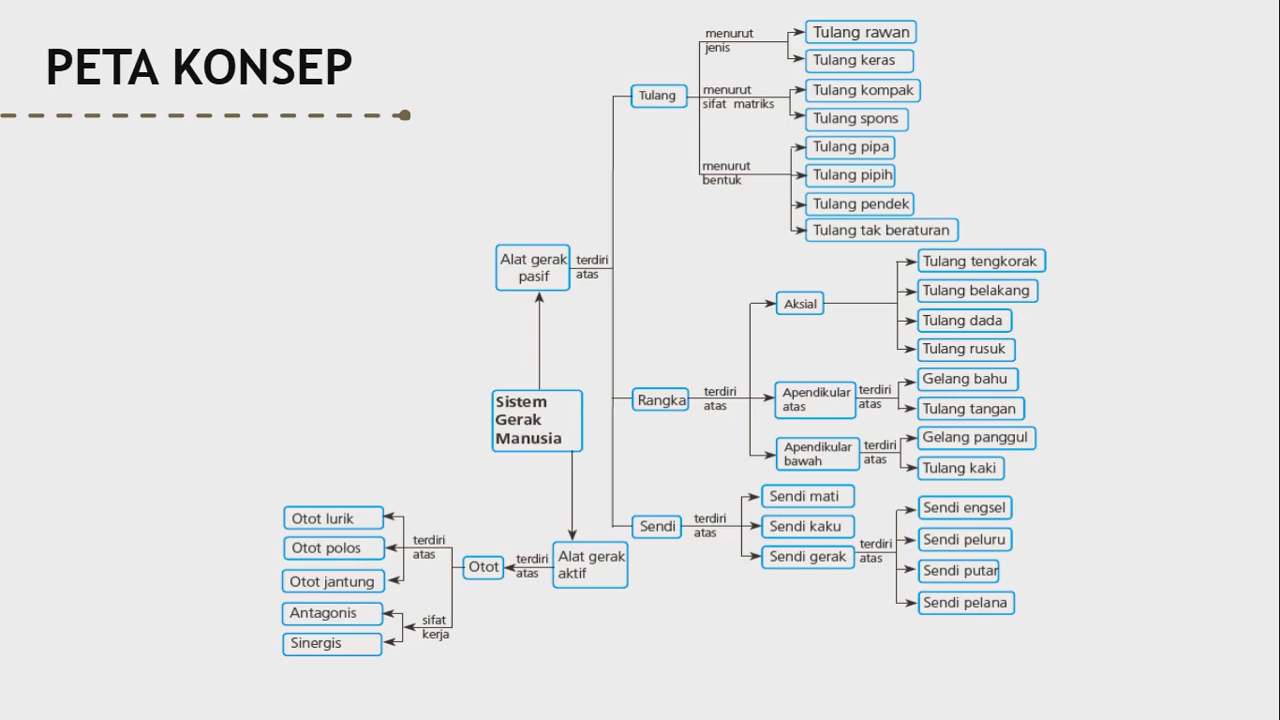 PETA KONSEP
menurut
jenis
Tulang rawan
Tulang keras
Tulang
menurut
sifat matriks
Tulang kompak
Tulang spons
menurut
bentuk
Tulang pipa
Tulang pipih
Tulang pendek
Tulang tak beraturan
Alat gerak
pasif
terdiri
atas
Aksial
Tulang tengkorak
Tulang belakang
Tulang dada
Tulang rusuk
Rangka
terdiri
atas
Apendikular
atas
terdiri
atas
Gelang bahu
Tulang tangan
Apendikular
bawah
terdiri
atas
Gelang panggul
Tulang kaki
Sistem
Gerak
Manusia
Sendi
terdiri
atas
Sendi mati
Sendi kaku
Sendi gerak
terdiri
atas
Sendi engsel
Sendi peluru
Sendi putar
Sendi pelana
Alat gerak
aktif
terdiri
atas
Otot
terdiri
atas
Otot lurik
Otot polos
Otot jantung
sifat
kerja
Antagonis
Sinergis